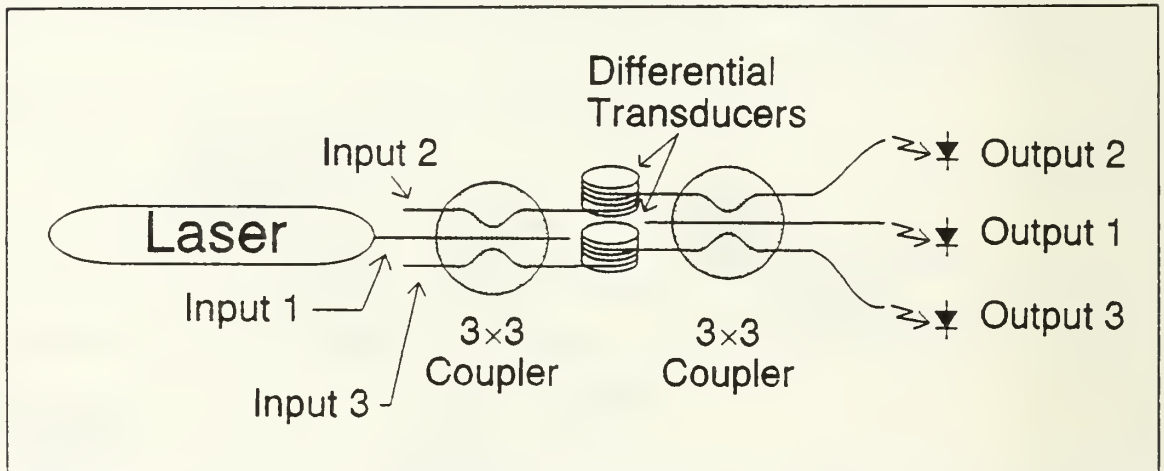 Differential
Transducers
Input 2
Output 2
Laser
Output 1
Input 1
3×3
Coupler
3×3
Coupler
Output 3
Input 3